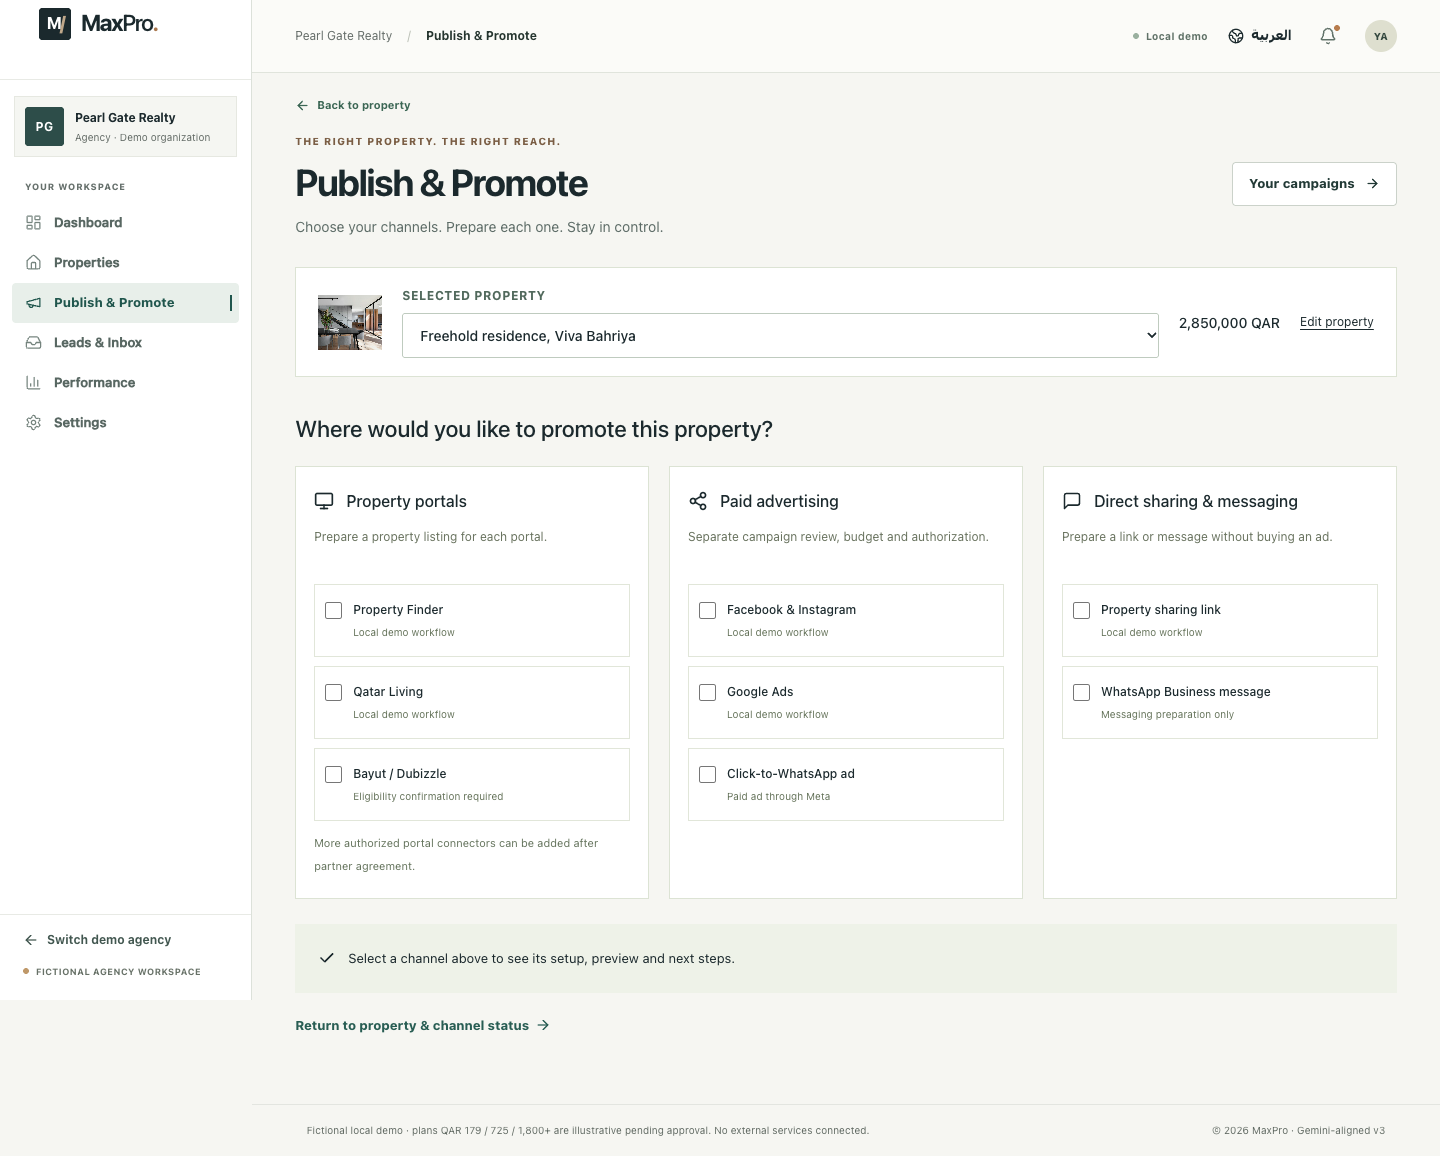 M/ MaxPro.
Pearl Gate Realty / Publish & Promote
Local demo
العربية
YA
PG
Pearl Gate Realty
Agency · Demo organization
YOUR WORKSPACE
Dashboard
Properties
Publish & Promote
Leads & Inbox
Performance
Settings
Switch demo agency
FICTIONAL AGENCY WORKSPACE
Back to property
THE RIGHT PROPERTY. THE RIGHT REACH.
Publish & Promote
Choose your channels. Prepare each one. Stay in control.
Your campaigns
SELECTED PROPERTY
Freehold residence, Viva Bahriya
2,850,000 QAR
Edit property
Where would you like to promote this property?
Property portals
Prepare a property listing for each portal.
Property Finder
Local demo workflow
Qatar Living
Local demo workflow
Bayut / Dubizzle
Eligibility confirmation required
More authorized portal connectors can be added after
partner agreement.
Paid advertising
Separate campaign review, budget and authorization.
Facebook & Instagram
Local demo workflow
Google Ads
Local demo workflow
Click-to-WhatsApp ad
Paid ad through Meta
Direct sharing & messaging
Prepare a link or message without buying an ad.
Property sharing link
Local demo workflow
WhatsApp Business message
Messaging preparation only
Select a channel above to see its setup, preview and next steps.
Return to property & channel status
Fictional local demo · plans QAR 179 / 725 / 1,800+ are illustrative pending approval. No external services connected.
© 2026 MaxPro · Gemini-aligned v3